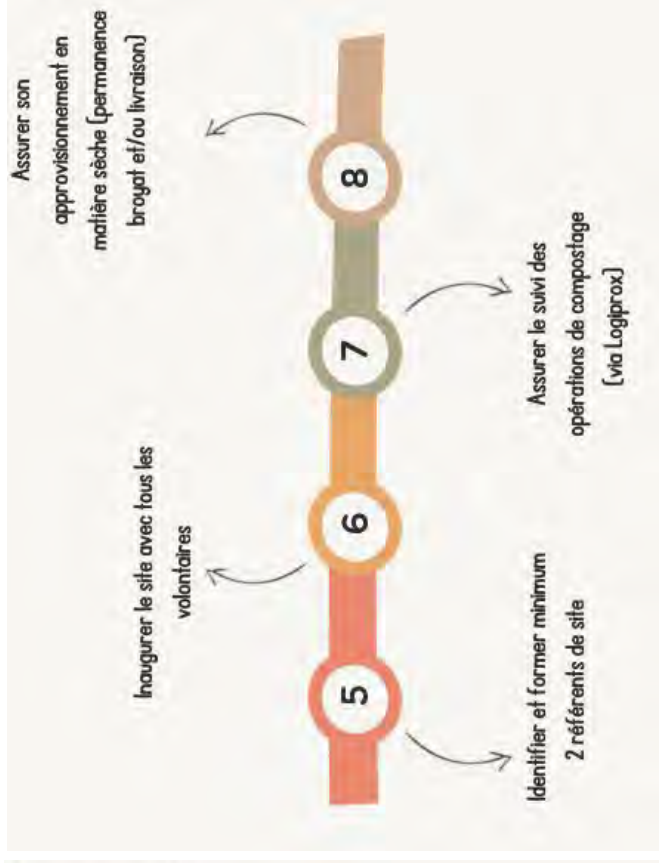 5
Identifier et former minimum
2 référents de site
6
Inaugurer le site avec tous les
volontaires
7
Assurer le suivi des
opérations de compostage
(via Logiprox)
8
Assurer son
approvisionnement en
matière sèche (permanence
broyat et/ou livraison)